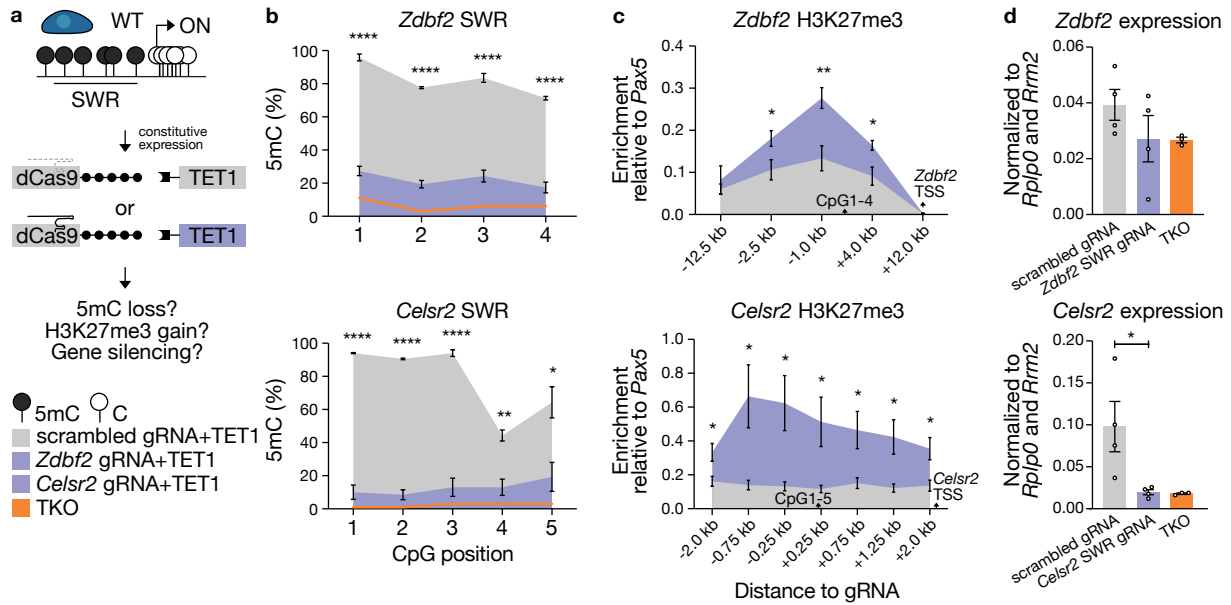 a
WT
ON
SWR
constitutive
expression
dCas9
TET1
or
dCas9
TET1
5mC loss?
H3K27me3 gain?
Gene silencing?
5mC
C
scrambled gRNA+TET1
Zdbf2 gRNA+TET1
Celsr2 gRNA+TET1
TKO
b
Zdbf2 SWR
5mC (%)
100
80
60
40
20
0
****
****
****
****
1
2
3
4
Celsr2 SWR
5mC (%)
100
80
60
40
20
0
****
****
****
**
*
1
2
3
4
5
CpG position
c
Zdbf2 H3K27me3
Enrichment
relative to Pax5
0.4
0.3
0.2
0.1
0.0
*
**
*
CpG1-4
Zdbf2
TSS
-12.5 kb
-2.5 kb
-1.0 kb
+4.0 kb
+12.0 kb
Celsr2 H3K27me3
Enrichment
relative to Pax5
1.0
0.8
0.6
0.4
0.2
0.0
*
*
*
*
*
*
*
CpG1-5
Celsr2
TSS
-2.0 kb
-0.75 kb
-0.25 kb
+0.25 kb
+0.75 kb
+1.25 kb
+2.0 kb
Distance to gRNA
d
Zdbf2 expression
Normalized to
Rplp0 and Rrm2
0.06
0.04
0.02
0.00
scrambled gRNA
Zdbf2 SWR gRNA
TKO
Celsr2 expression
Normalized to
Rplp0 and Rrm2
0.20
0.15
0.10
0.05
0.00
*
scrambled gRNA
Celsr2 SWR gRNA
TKO